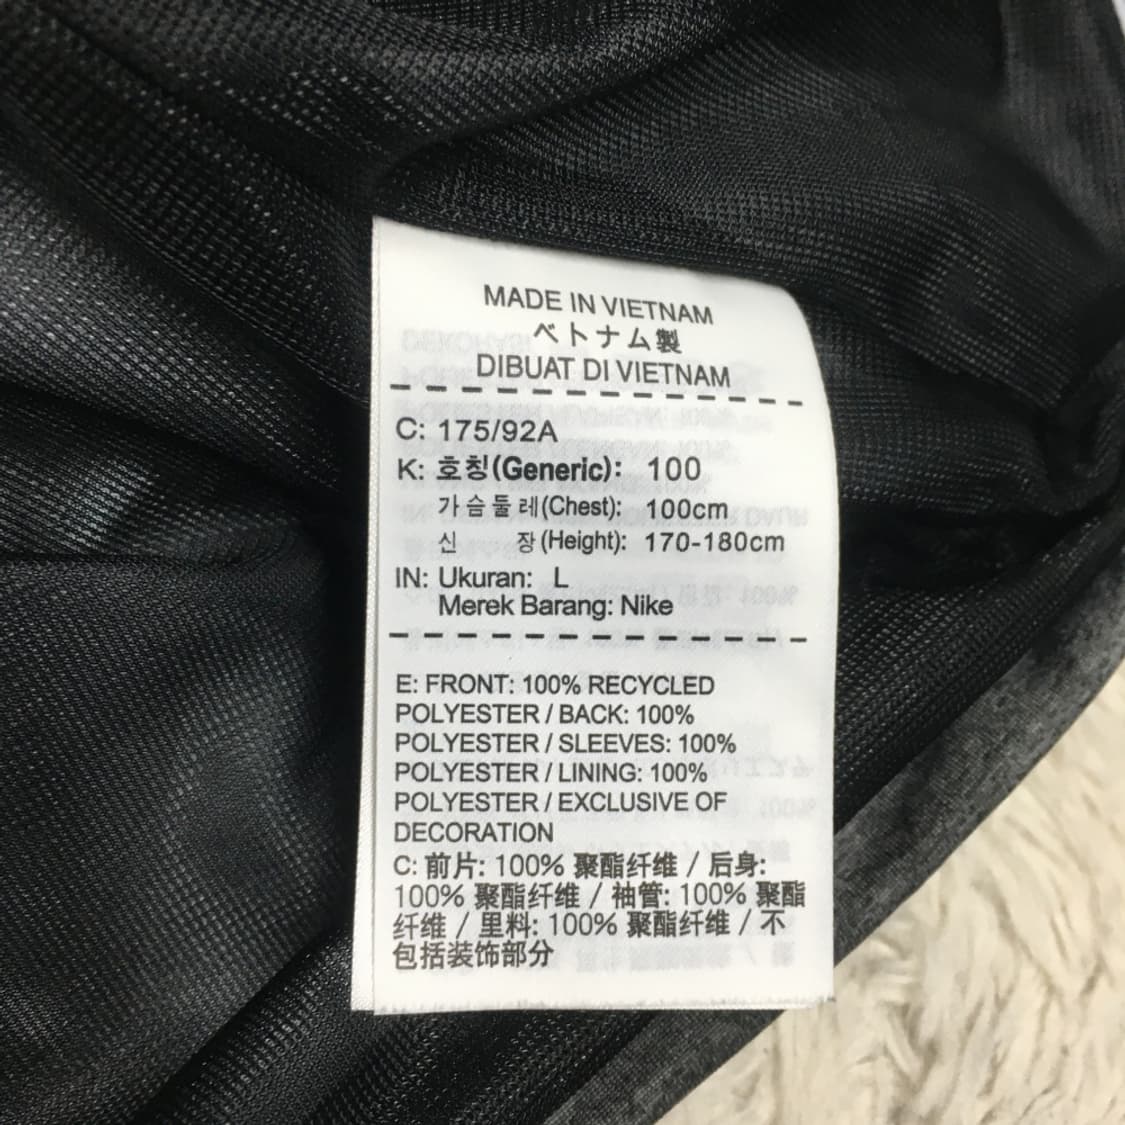 MADE IN VIETNAM
ベトナム製
DIBUAT DI VIETNAM
C: 175/92A
K: 호칭(Generic): 100
가슴둘레(Chest): 100cm
신 장(Height): 170-180cm
IN: Ukuran: L
Merek Barang: Nike
E: FRONT: 100% RECYCLED
POLYESTER / BACK: 100%
POLYESTER / SLEEVES: 100%
POLYESTER / LINING: 100%
POLYESTER / EXCLUSIVE OF
DECORATION
C: 前片: 100% 聚酯纤维 / 后身:
100% 聚酯纤维 / 袖管: 100% 聚酯
纤维 / 里料: 100% 聚酯纤维 / 不
包括装饰部分